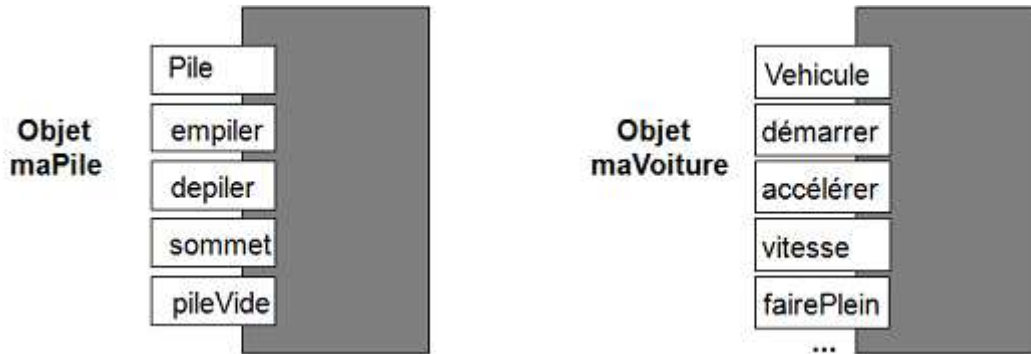 Objet
maPile
Pile
empiler
depiler
sommet
pileVide
Objet
maVoiture
Vehicule
démarrer
accélérer
vitesse
fairePlein
...